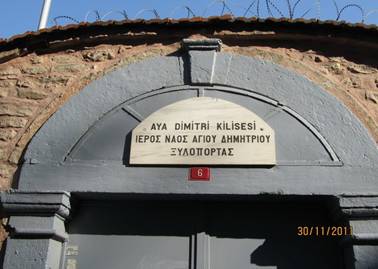 AYA DIMITRI KILISESI
ΙΕΡΟΣ ΝΑΟΣ ΑΓΙΟΥ ΔΗΜΗΤΡΙΟΥ
ΞΥΛΟΠΟΡΤΑΣ
6
30/11/2011